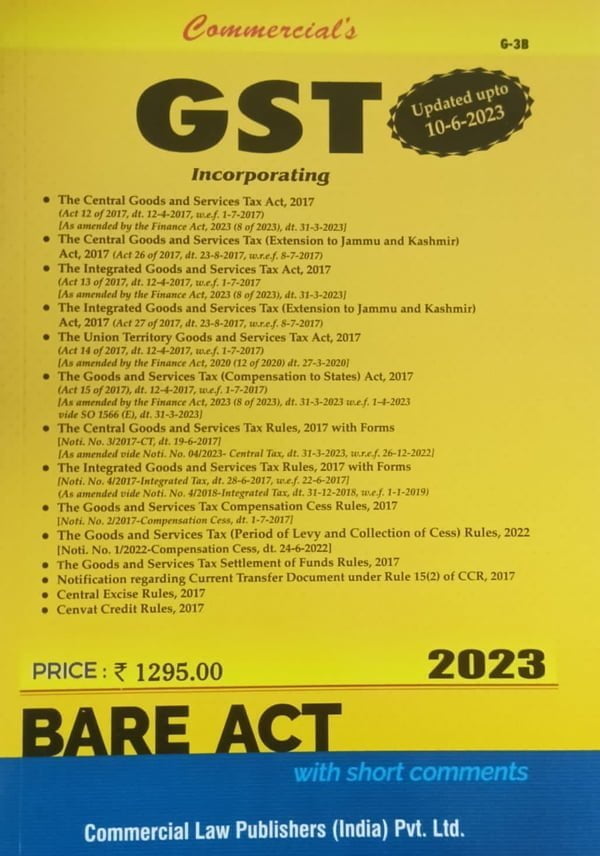 Commercial's
G-3B
GST
Updated upto
10-6-2023
Incorporating
• The Central Goods and Services Tax Act, 2017
(Act 12 of 2017, dt. 12-4-2017, w.e.f. 1-7-2017)
[As amended by the Finance Act, 2023 (8 of 2023), dt. 31-3-2023]
• The Central Goods and Services Tax (Extension to Jammu and Kashmir)
Act, 2017 (Act 26 of 2017, dt. 23-8-2017, w.r.e.f. 8-7-2017)
• The Integrated Goods and Services Tax Act, 2017
(Act 13 of 2017, dt. 12-4-2017, w.e.f. 1-7-2017
[As amended by the Finance Act, 2023 (8 of 2023), dt. 31-3-2023]
• The Integrated Goods and Services Tax (Extension to Jammu and Kashmir)
Act, 2017 (Act 27 of 2017, dt. 23-8-2017, w.r.e.f. 8-7-2017)
• The Union Territory Goods and Services Tax Act, 2017
(Act 14 of 2017, dt. 12-4-2017, w.e.f. 1-7-2017)
[As amended by the Finance Act, 2020 (12 of 2020) dt. 27-3-2020]
• The Goods and Services Tax (Compensation to States) Act, 2017
(Act 15 of 2017), dt. 12-4-2017, w.e.f. 1-7-2017)
[As amended by the Finance Act, 2023 (8 of 2023), dt. 31-3-2023 w.e.f. 1-4-2023
vide SO 1566 (E), dt. 31-3-2023]
• The Central Goods and Services Tax Rules, 2017 with Forms
[Noti. No. 3/2017-CT, dt. 19-6-2017]
[As amended vide Noti. No. 04/2023- Central Tax, dt. 31-3-2023, w.r.e.f. 26-12-2022]
• The Integrated Goods and Services Tax Rules, 2017 with Forms
[Noti. No. 4/2017-Integrated Tax, dt. 28-6-2017, w.e.f. 22-6-2017]
(As amended vide Noti. No. 4/2018-Integrated Tax, dt. 31-12-2018, w.e.f. 1-1-2019)
• The Goods and Services Tax Compensation Cess Rules, 2017
[Noti. No. 2/2017-Compensation Cess, dt. 1-7-2017]
• The Goods and Services Tax (Period of Levy and Collection of Cess) Rules, 2022
[Noti. No. 1/2022-Compensation Cess, dt. 24-6-2022]
• The Goods and Services Tax Settlement of Funds Rules, 2017
• Notification regarding Current Transfer Document under Rule 15(2) of CCR, 2017
• Central Excise Rules, 2017
• Cenvat Credit Rules, 2017
PRICE : ₹ 1295.00
2023
BARE ACT
with short comments
Commercial Law Publishers (India) Pvt. Ltd.